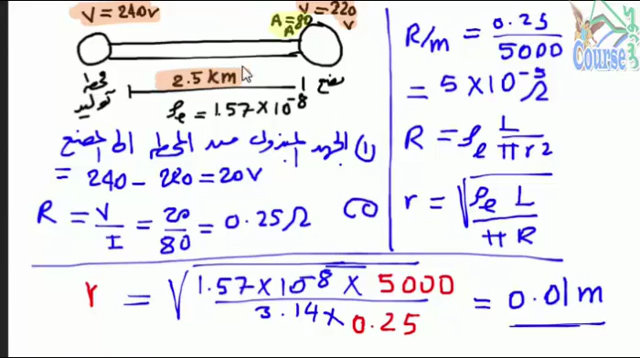 V = 240v
V = 220 v
A = 80 A
2.5 km
محطة توليد
مصنع
ρe = 1.57 × 10⁻⁸
١) الجهد المفقود من المحطة الى المصنع
= 240 - 220 = 20 V
R = V/I = 20/80 = 0.25 Ω
R/m = 0.25/5000
= 5 × 10⁻⁵ Ω
R = ρe L/πr2
r = √(ρe L/πR)
r = √(1.57 × 10⁻⁸ × 5000/3.14 × 0.25) = 0.01 m
Course